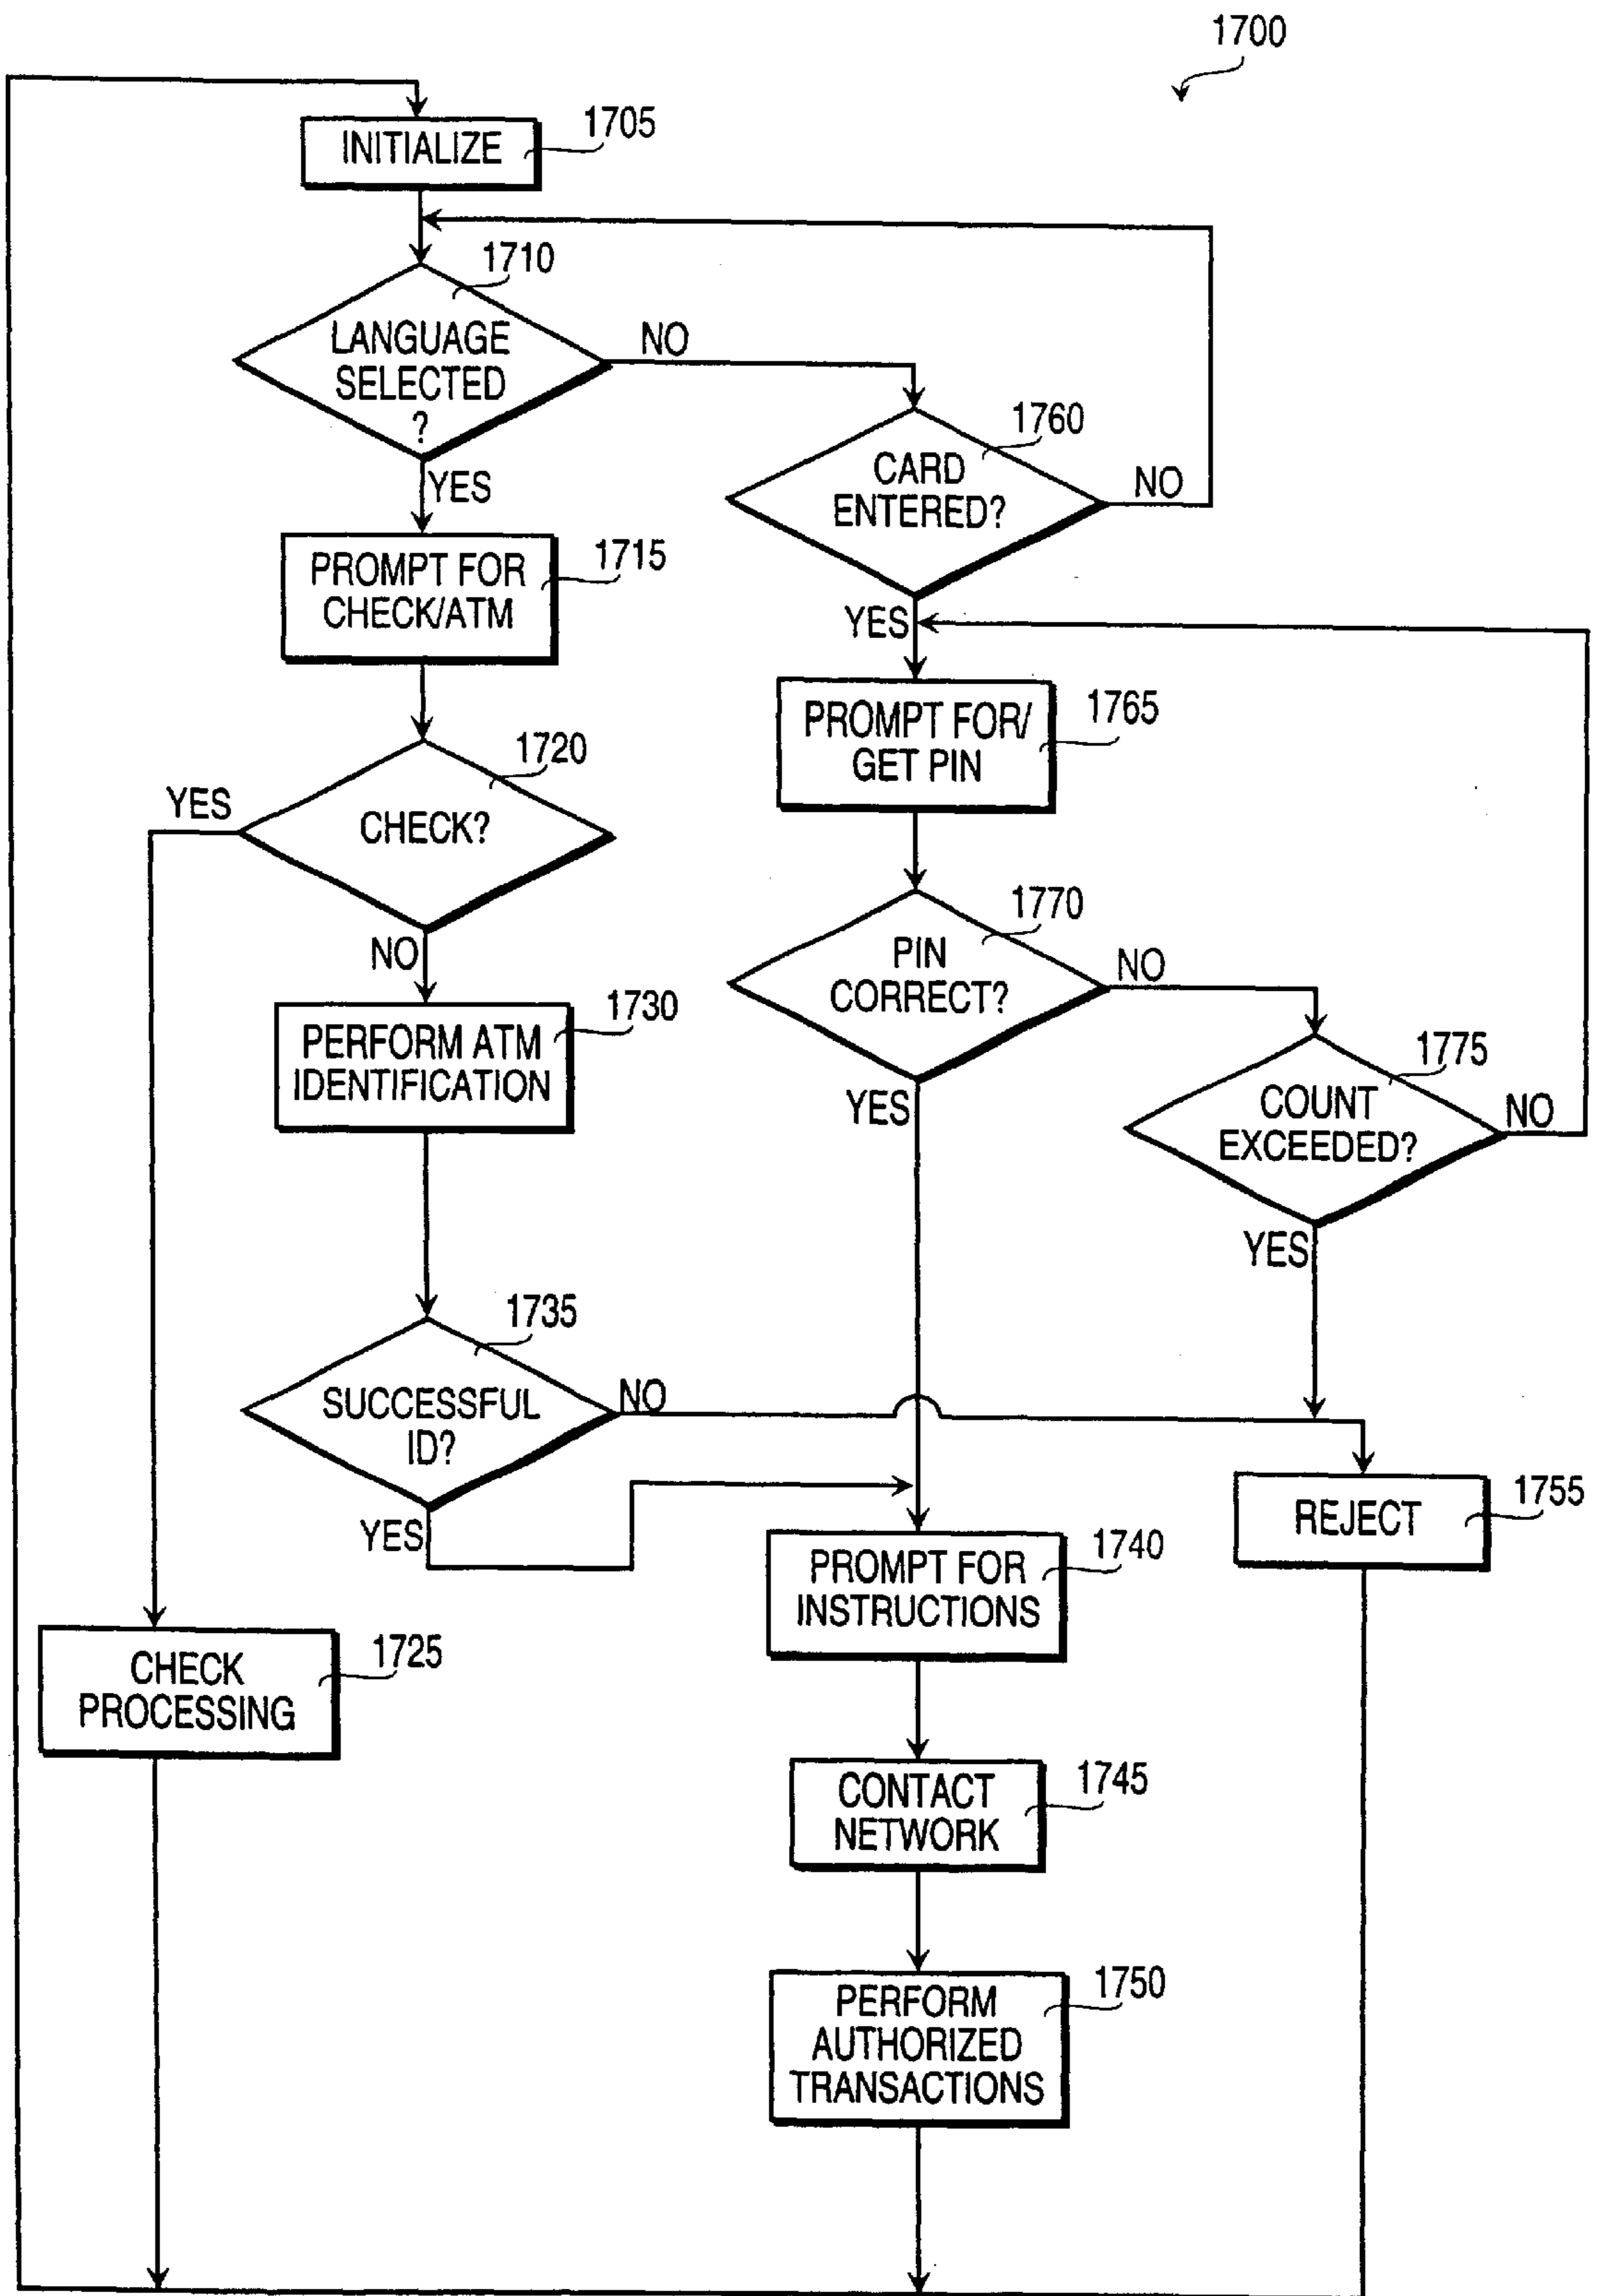 1700
INITIALIZE
1705
1710
LANGUAGE
SELECTED
?
NO
YES
1760
CARD
ENTERED?
NO
YES
1715
PROMPT FOR
CHECK/ATM
1765
PROMPT FOR/
GET PIN
1720
CHECK?
YES
NO
1770
PIN
CORRECT?
NO
YES
1730
PERFORM ATM
IDENTIFICATION
1775
COUNT
EXCEEDED?
NO
YES
1735
SUCCESSFUL
ID?
NO
YES
1755
REJECT
1740
PROMPT FOR
INSTRUCTIONS
1725
CHECK
PROCESSING
1745
CONTACT
NETWORK
1750
PERFORM
AUTHORIZED
TRANSACTIONS